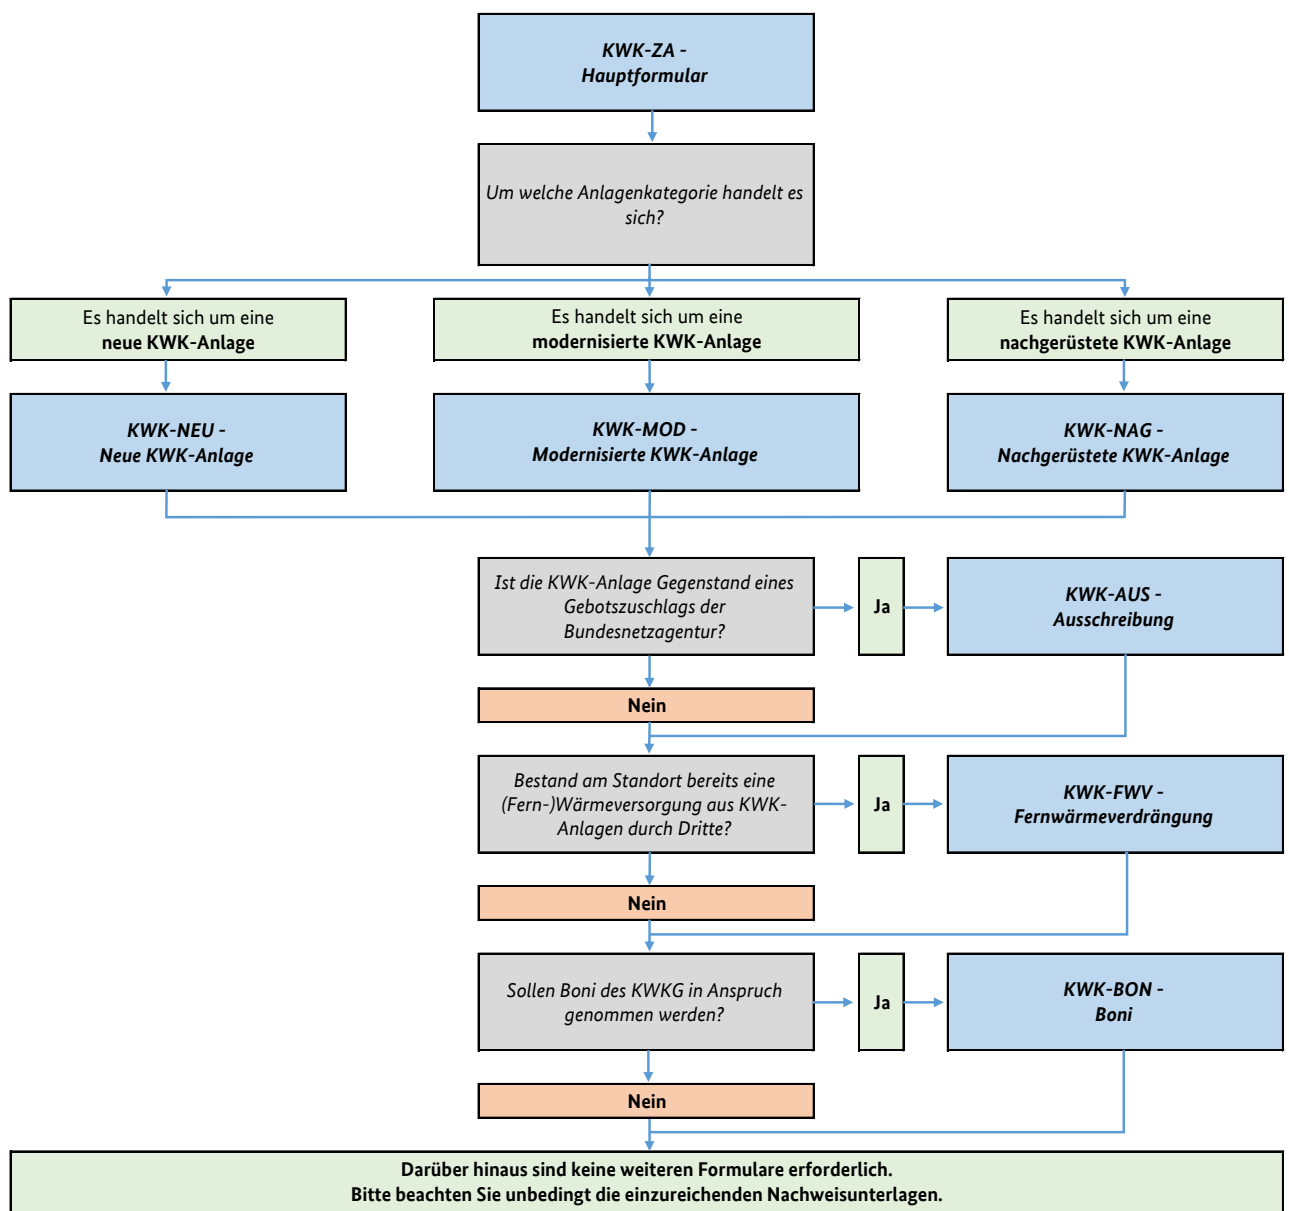 KWK-ZA -
Hauptformular
Um welche Anlagenkategorie handelt es
sich?
Es handelt sich um eine
neue KWK-Anlage
Es handelt sich um eine
modernisierte KWK-Anlage
Es handelt sich um eine
nachgerüstete KWK-Anlage
KWK-NEU -
Neue KWK-Anlage
KWK-MOD -
Modernisierte KWK-Anlage
KWK-NAG -
Nachgerüstete KWK-Anlage
Ist die KWK-Anlage Gegenstand eines
Gebotszuschlags der
Bundesnetzagentur?
Ja
KWK-AUS -
Ausschreibung
Nein
Bestand am Standort bereits eine
(Fern-)Wärmeversorgung aus KWK-
Anlagen durch Dritte?
Ja
KWK-FWV -
Fernwärmeverdrängung
Nein
Sollen Boni des KWKG in Anspruch
genommen werden?
Ja
KWK-BON -
Boni
Nein
Darüber hinaus sind keine weiteren Formulare erforderlich.
Bitte beachten Sie unbedingt die einzureichenden Nachweisunterlagen.